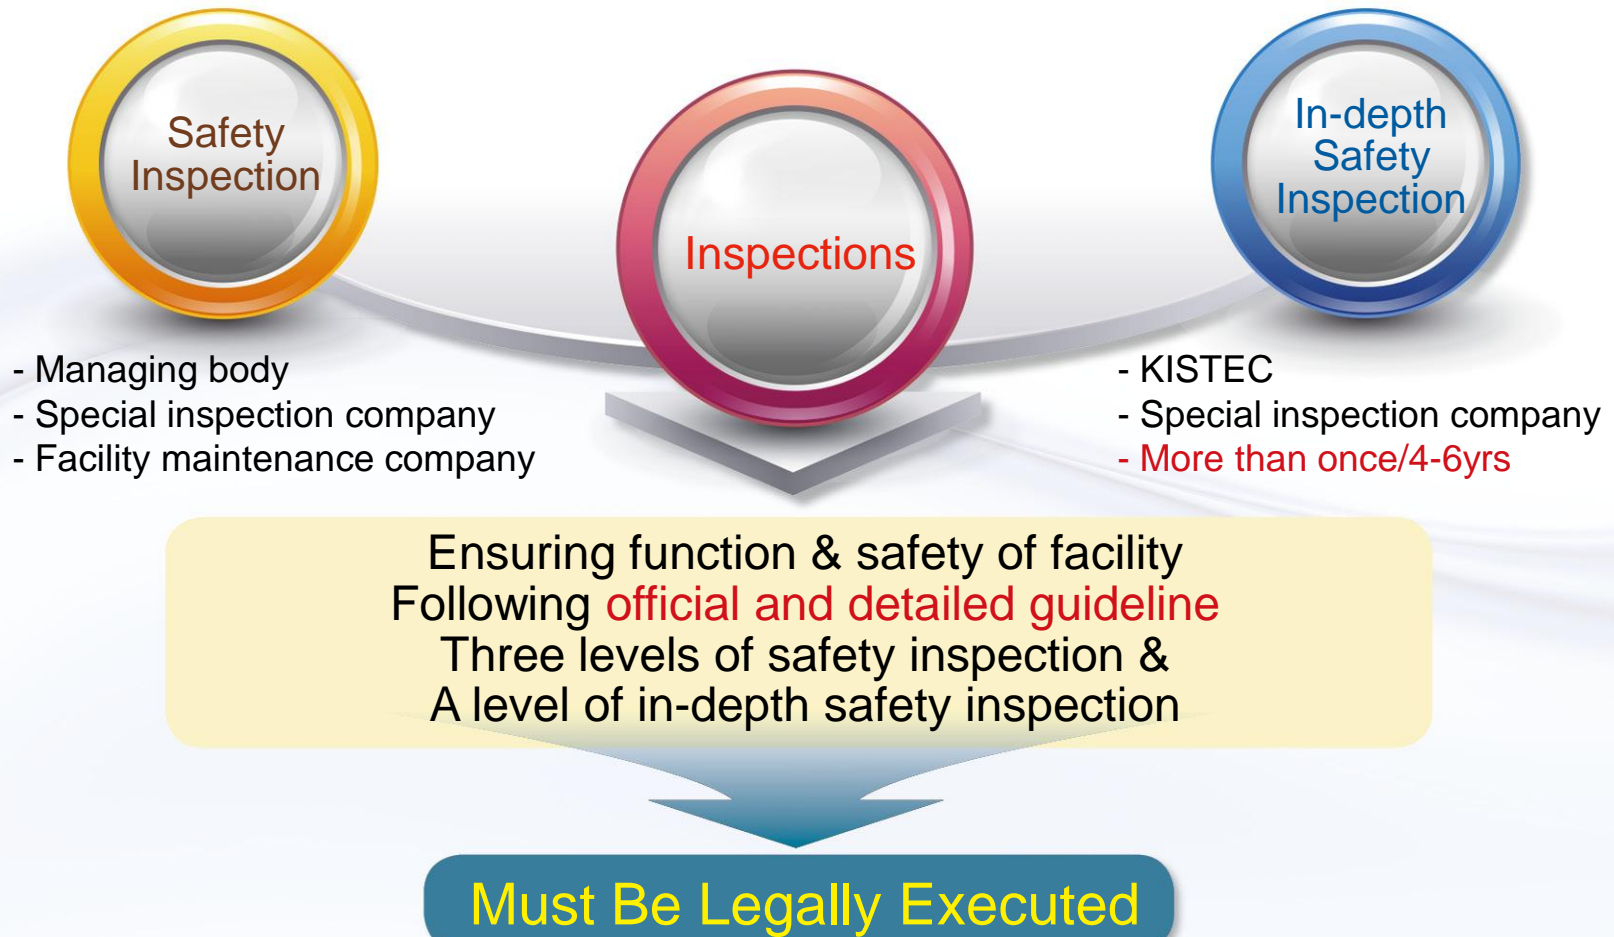 Safety
Inspection
Inspections
In-depth
Safety
Inspection
- Managing body
- Special inspection company
- Facility maintenance company
- KISTEC
- Special inspection company
- More than once/4-6yrs
Ensuring function & safety of facility
Following official and detailed guideline
Three levels of safety inspection &
A level of in-depth safety inspection
Must Be Legally Executed